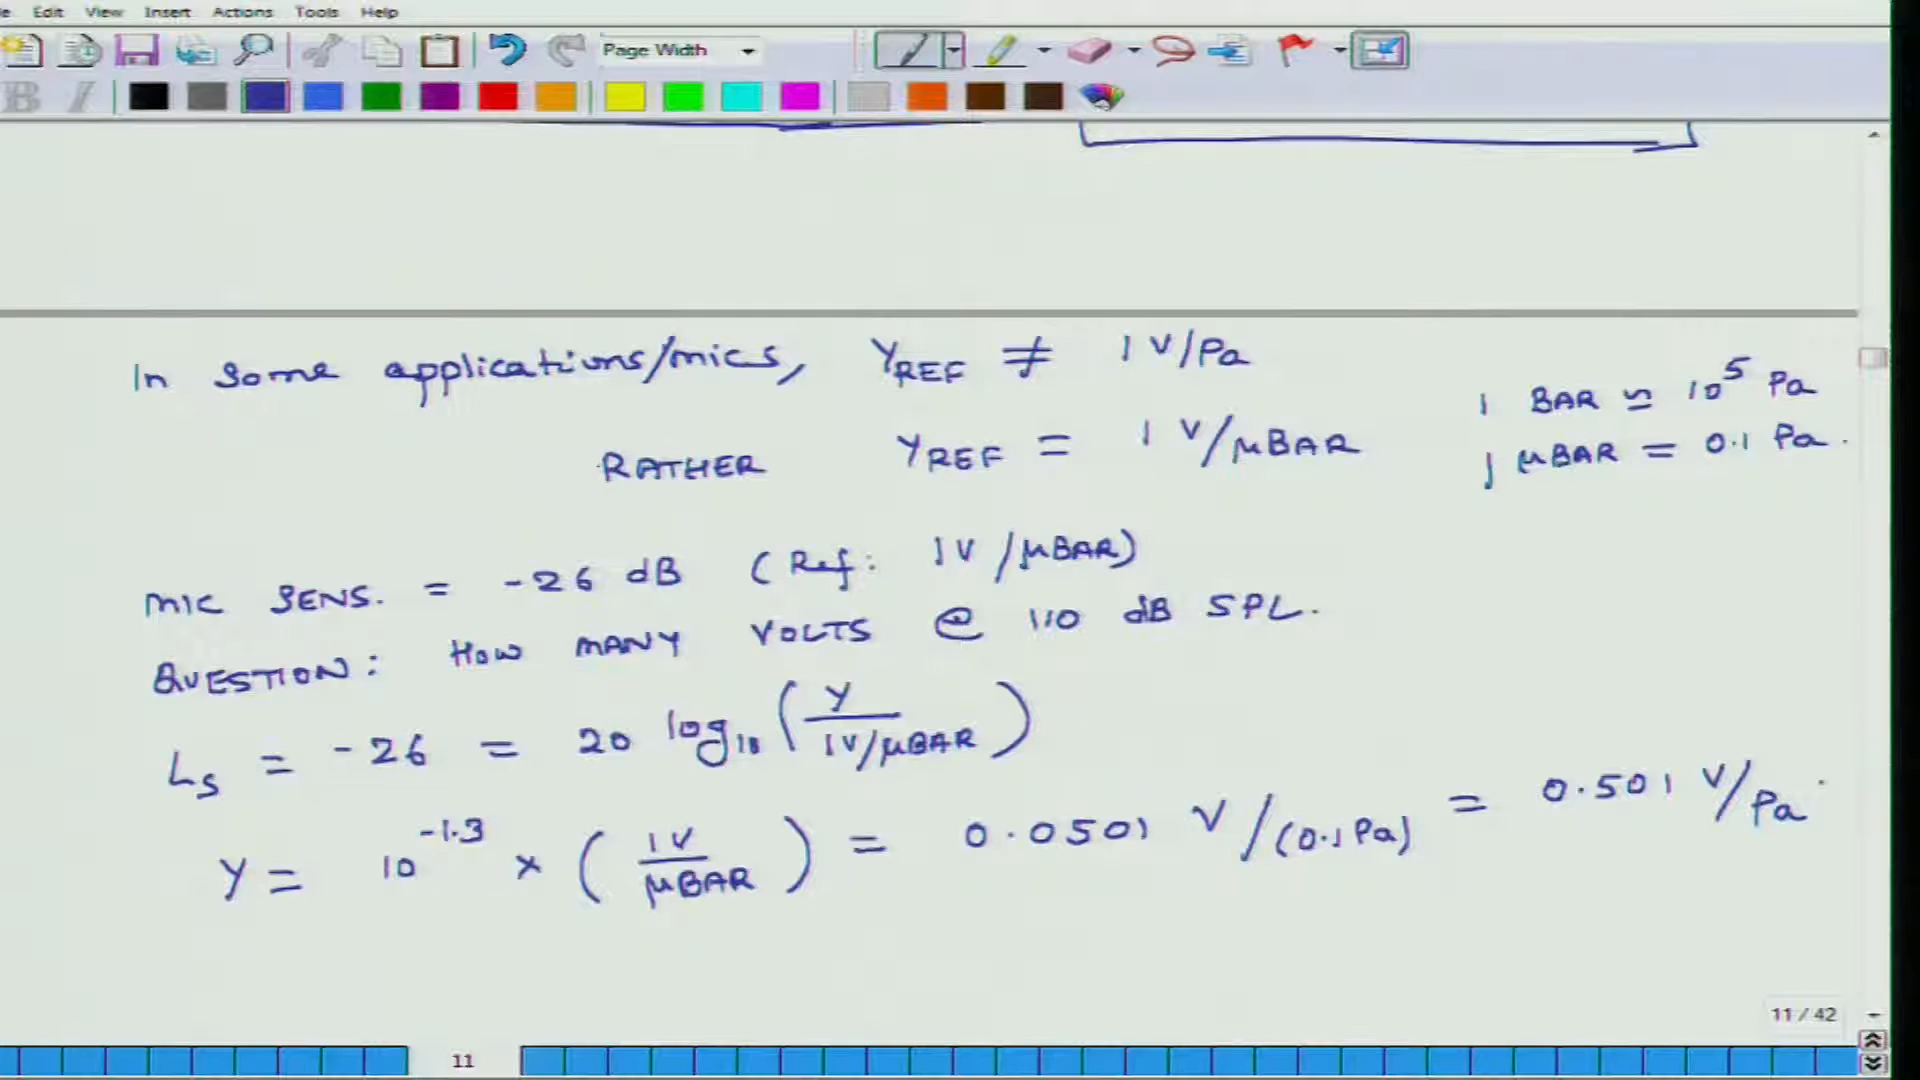 Edit View Insert Actions Tools Help
Page Width
B I
In some applications/mics, Y_REF ≠ 1 V/Pa
1 BAR ≃ 10^5 Pa
RATHER Y_REF = 1 V/μBAR
1 μBAR = 0.1 Pa.
MIC SENS. = -26 dB (Ref: 1V/μBAR)
QUESTION: HOW MANY VOLTS @ 110 dB SPL.
L_S = -26 = 20 log_10 (Y / 1V/μBAR)
Y = 10^-1.3 × (1V / μBAR) = 0.0501 V/(0.1Pa) = 0.501 V/Pa.
11 / 42
11